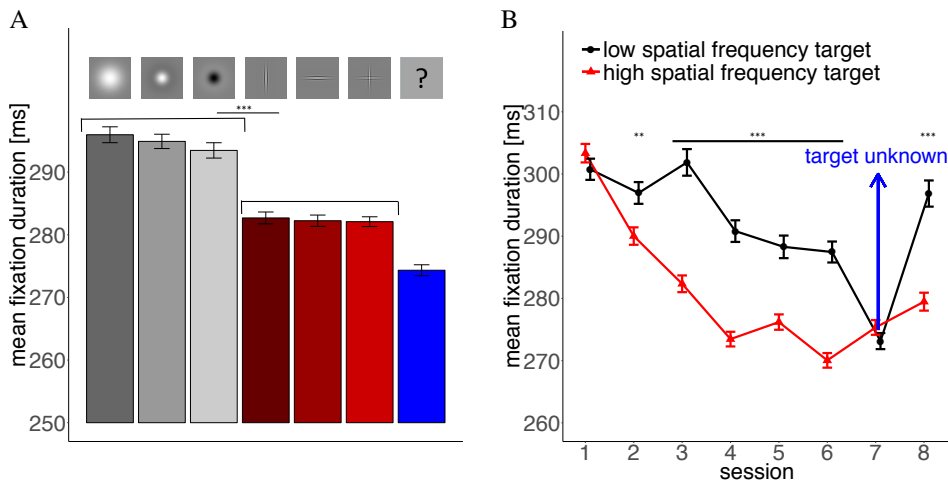 A
?
***
mean fixation duration [ms]
290
280
270
260
250
B
low spatial frequency target
high spatial frequency target
**
***
***
target unknown
mean fixation duration [ms]
310
300
290
280
270
260
1 2 3 4 5 6 7 8
session